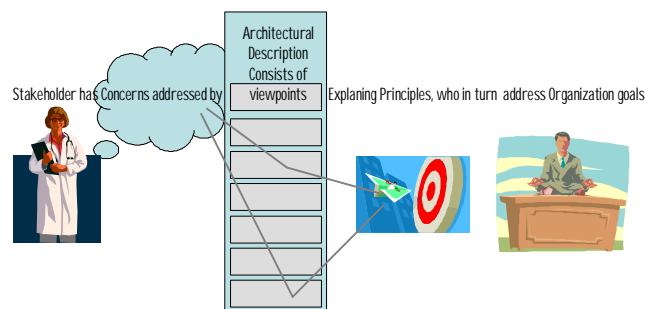 Architectural
Description
Consists of
Stakeholder has Concerns addressed by viewpoints Explaning Principles, who in turn address Organization goals